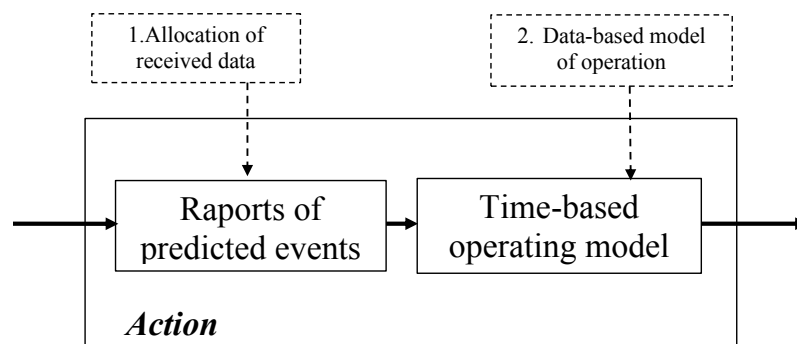 1.Allocation of
received data
2. Data-based model
of operation
Raports of
predicted events
Time-based
operating model
Action